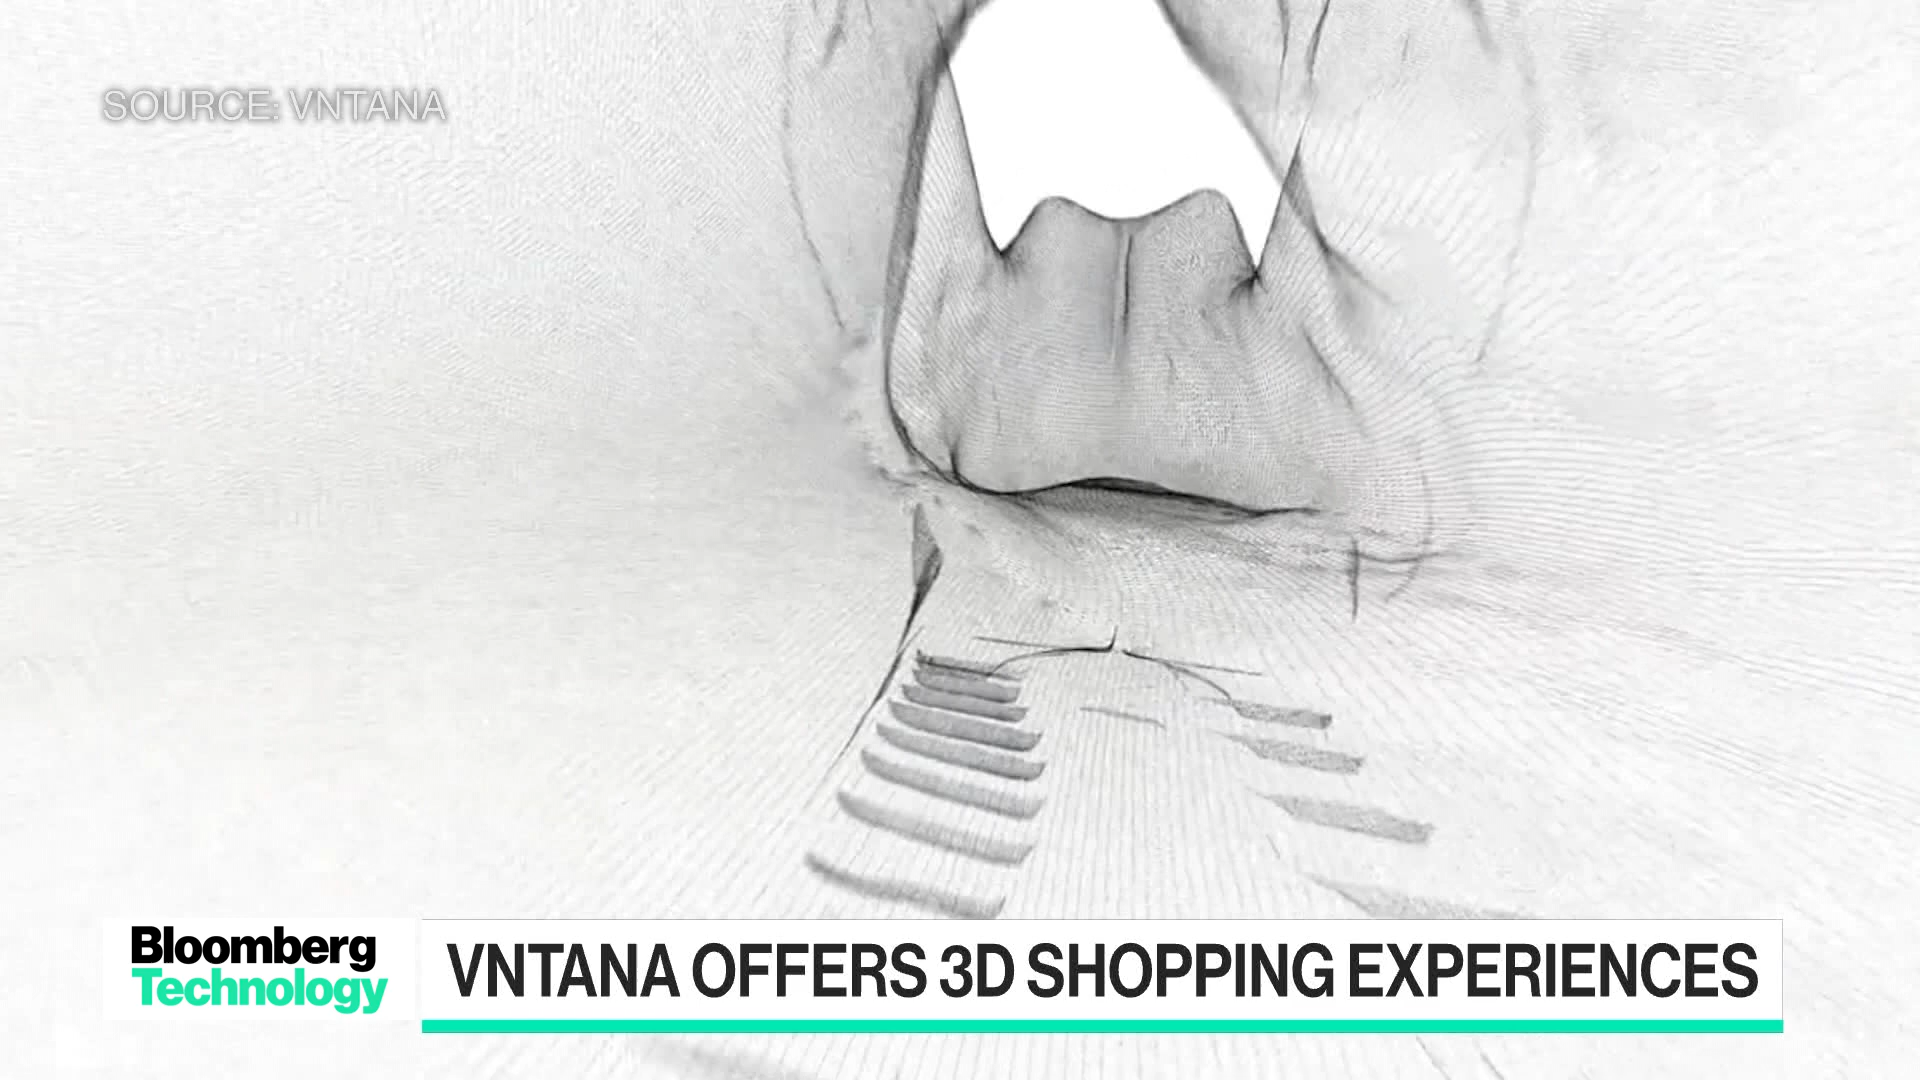 SOURCE: VNTANA
Bloomberg
Technology
VNTANA OFFERS 3D SHOPPING EXPERIENCES